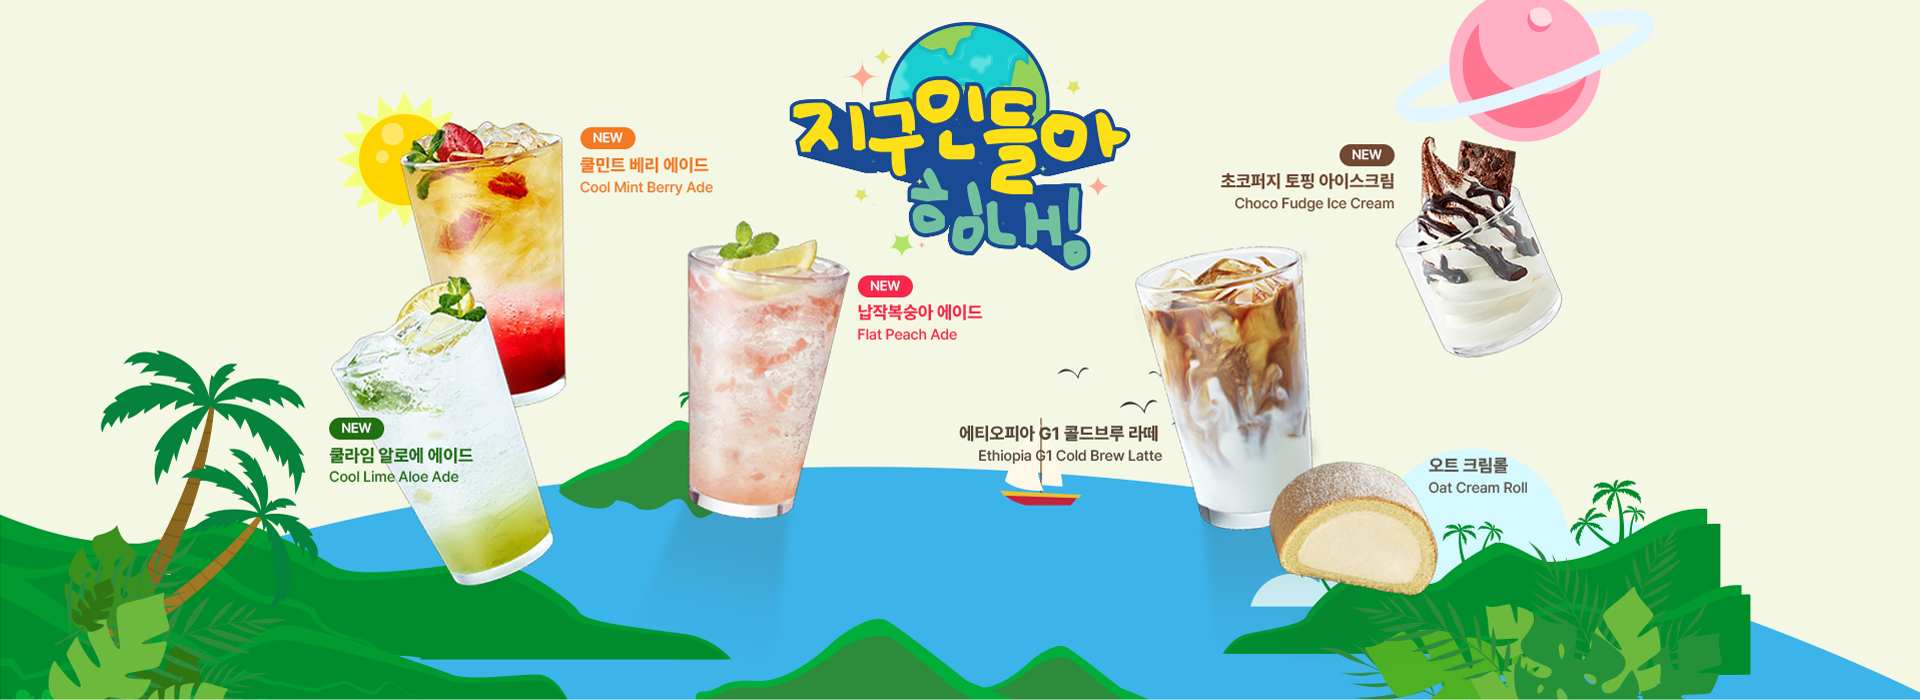 지구인들아
힘내!
NEW
쿨민트 베리 에이드
Cool Mint Berry Ade
NEW
쿨라임 알로에 에이드
Cool Lime Aloe Ade
NEW
납작복숭아 에이드
Flat Peach Ade
에티오피아 G1 콜드브루 라떼
Ethiopia G1 Cold Brew Latte
NEW
초코퍼지 토핑 아이스크림
Choco Fudge Ice Cream
오트 크림롤
Oat Cream Roll